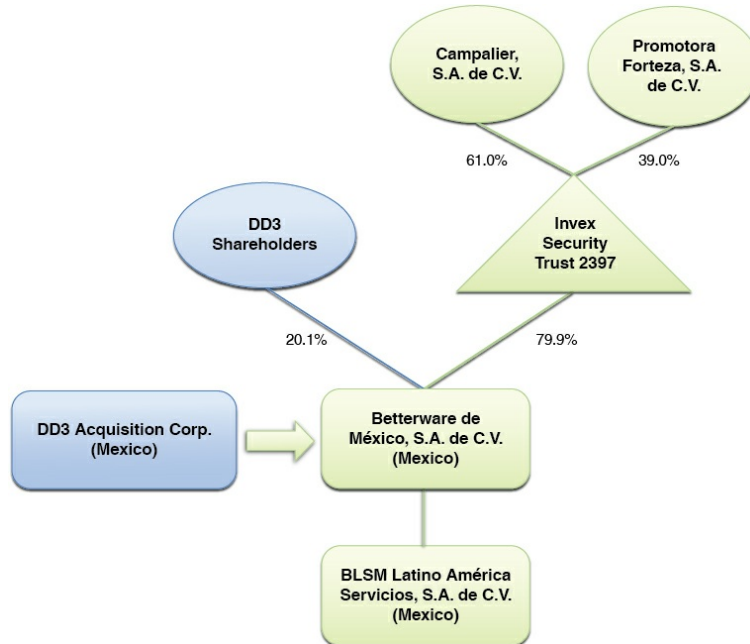 Campalier,
S.A. de C.V.
Promotora
Forteza, S.A.
de C.V.
61.0%
39.0%
DD3
Shareholders
Invex
Security
Trust 2397
20.1%
79.9%
DD3 Acquisition Corp.
(Mexico)
Betterware de
México, S.A. de C.V.
(Mexico)
BLSM Latino América
Servicios, S.A. de C.V.
(Mexico)